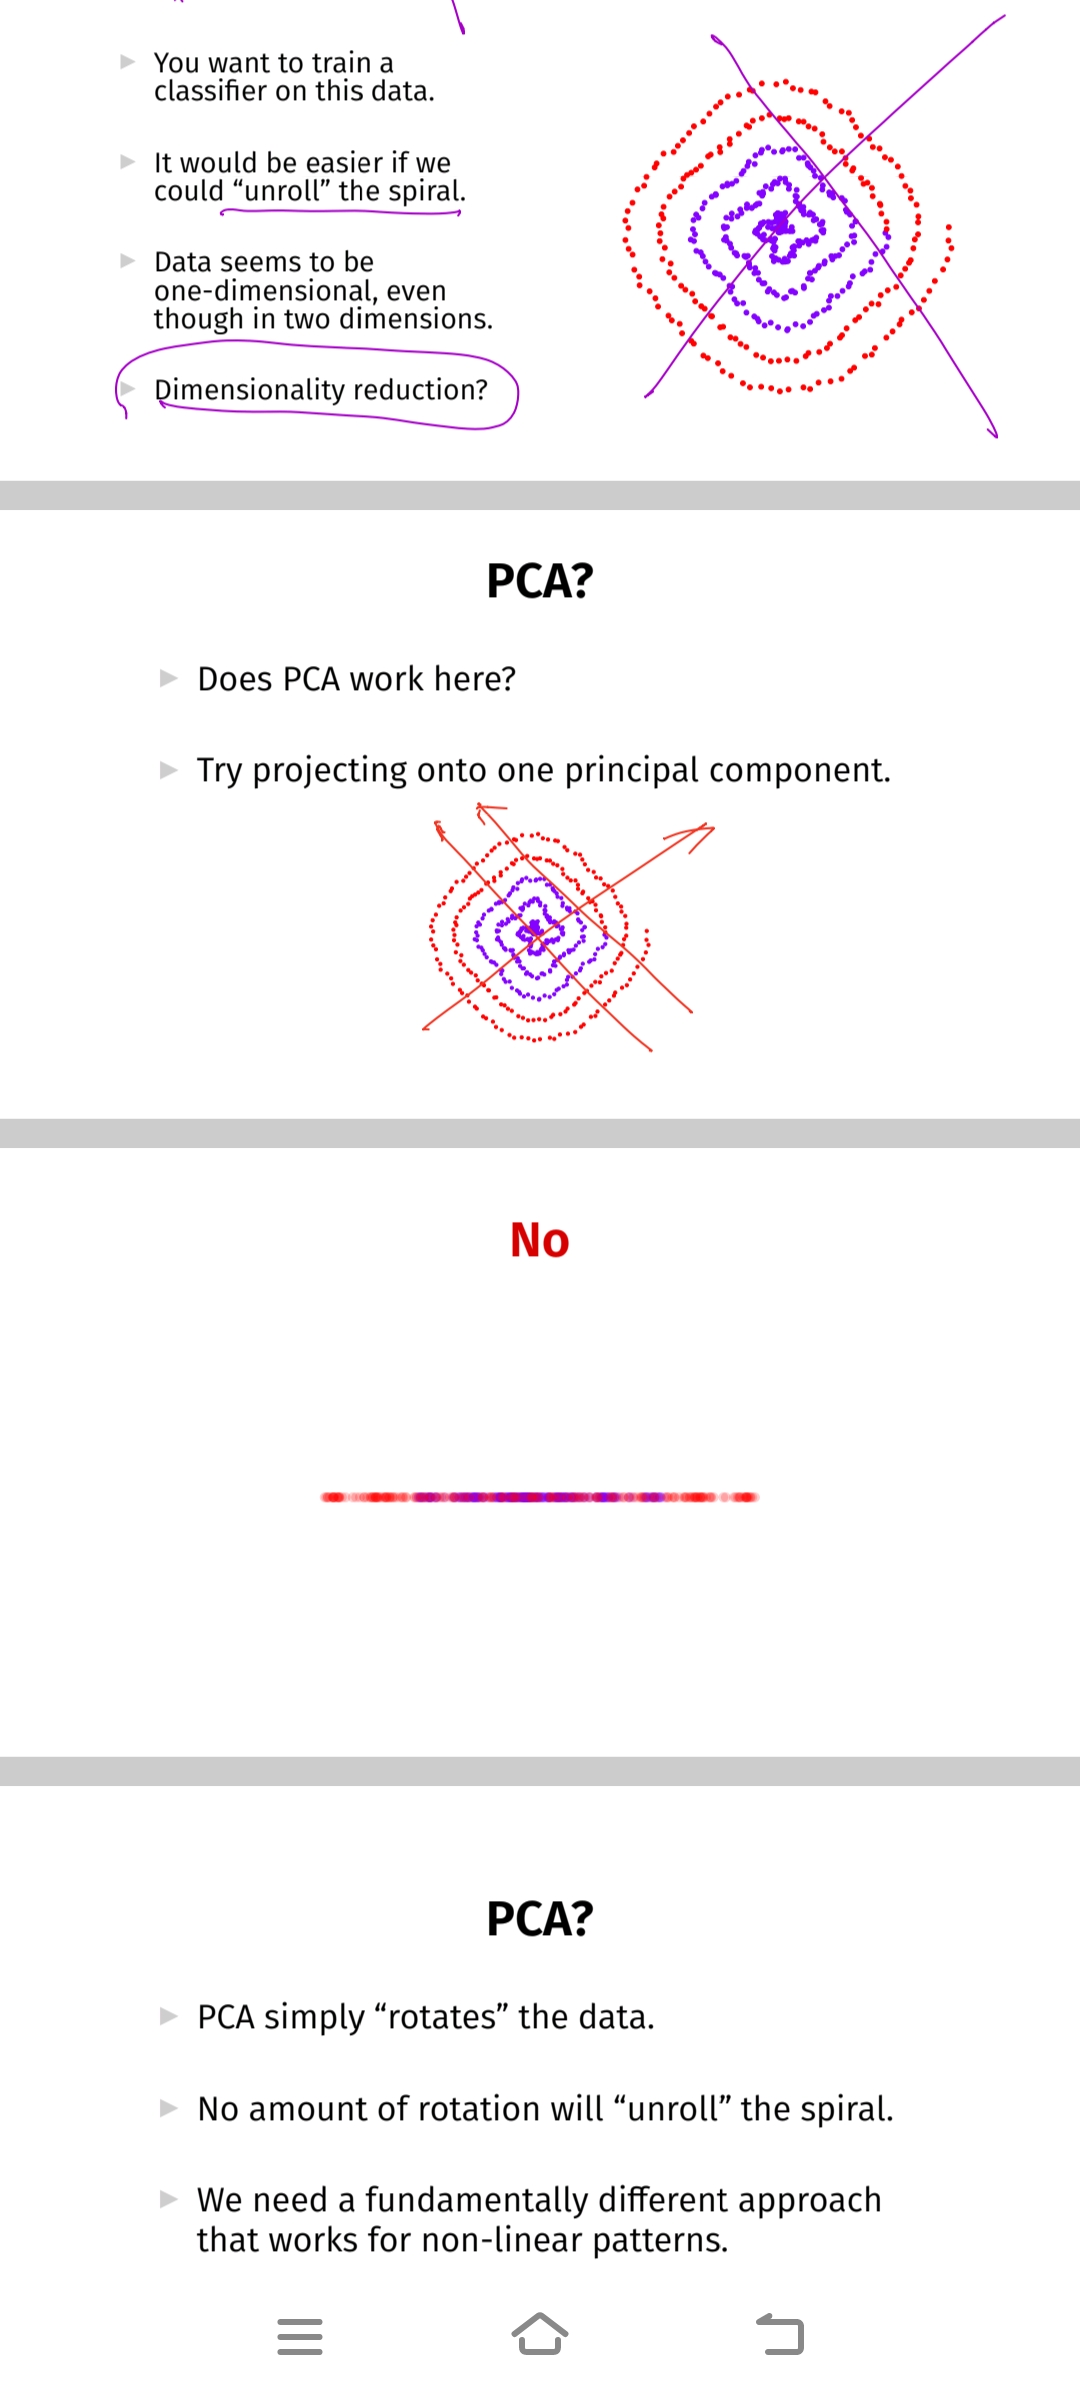 You want to train a
classifier on this data.
It would be easier if we
could “unroll” the spiral.
Data seems to be
one-dimensional, even
though in two dimensions.
Dimensionality reduction?
PCA?
Does PCA work here?
Try projecting onto one principal component.
No
PCA?
PCA simply “rotates” the data.
No amount of rotation will “unroll” the spiral.
We need a fundamentally different approach
that works for non-linear patterns.